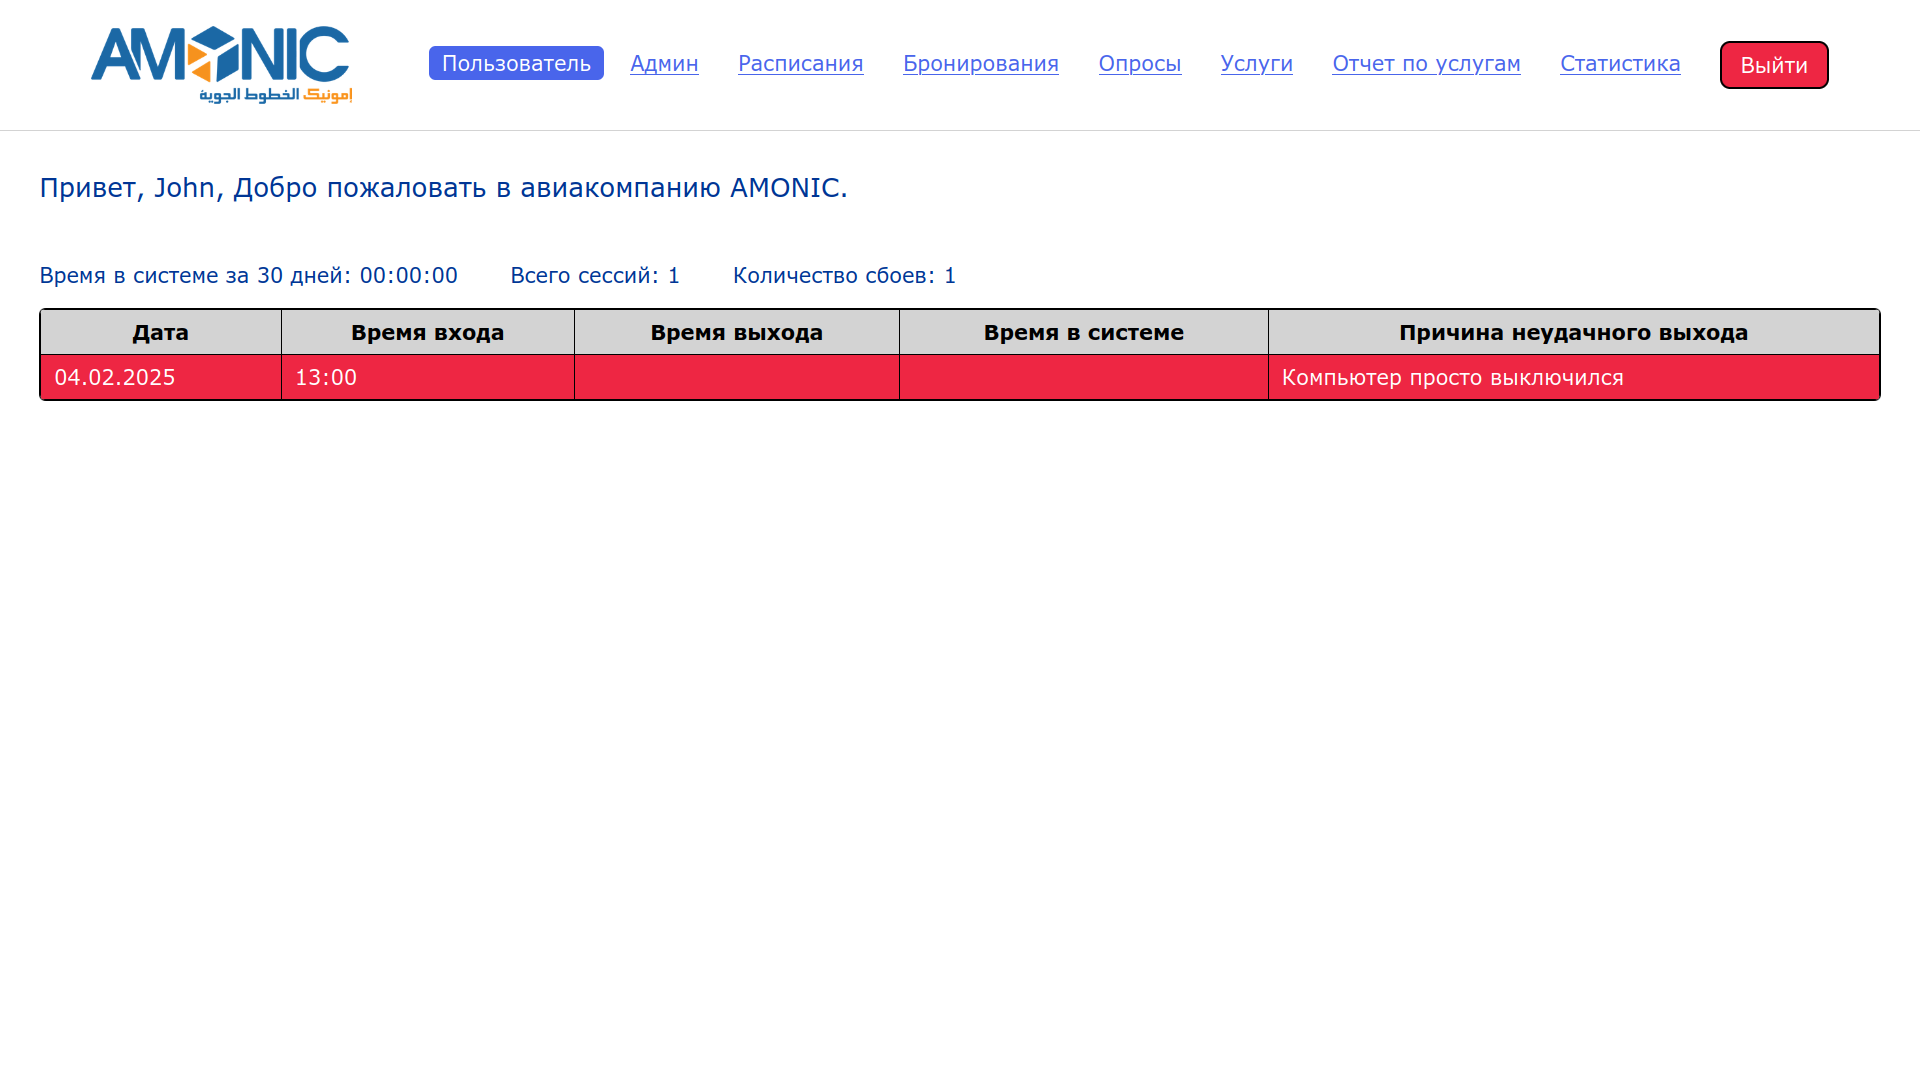 AMONIC
امونيک الخطوط الجوية
Пользователь Админ Расписания Бронирования Опросы Услуги Отчет по услугам Статистика Выйти
Привет, John, Добро пожаловать в авиакомпанию AMONIC.
Время в системе за 30 дней: 00:00:00 Всего сессий: 1 Количество сбоев: 1
Дата Время входа Время выхода Время в системе Причина неудачного выхода
04.02.2025 13:00 Компьютер просто выключился